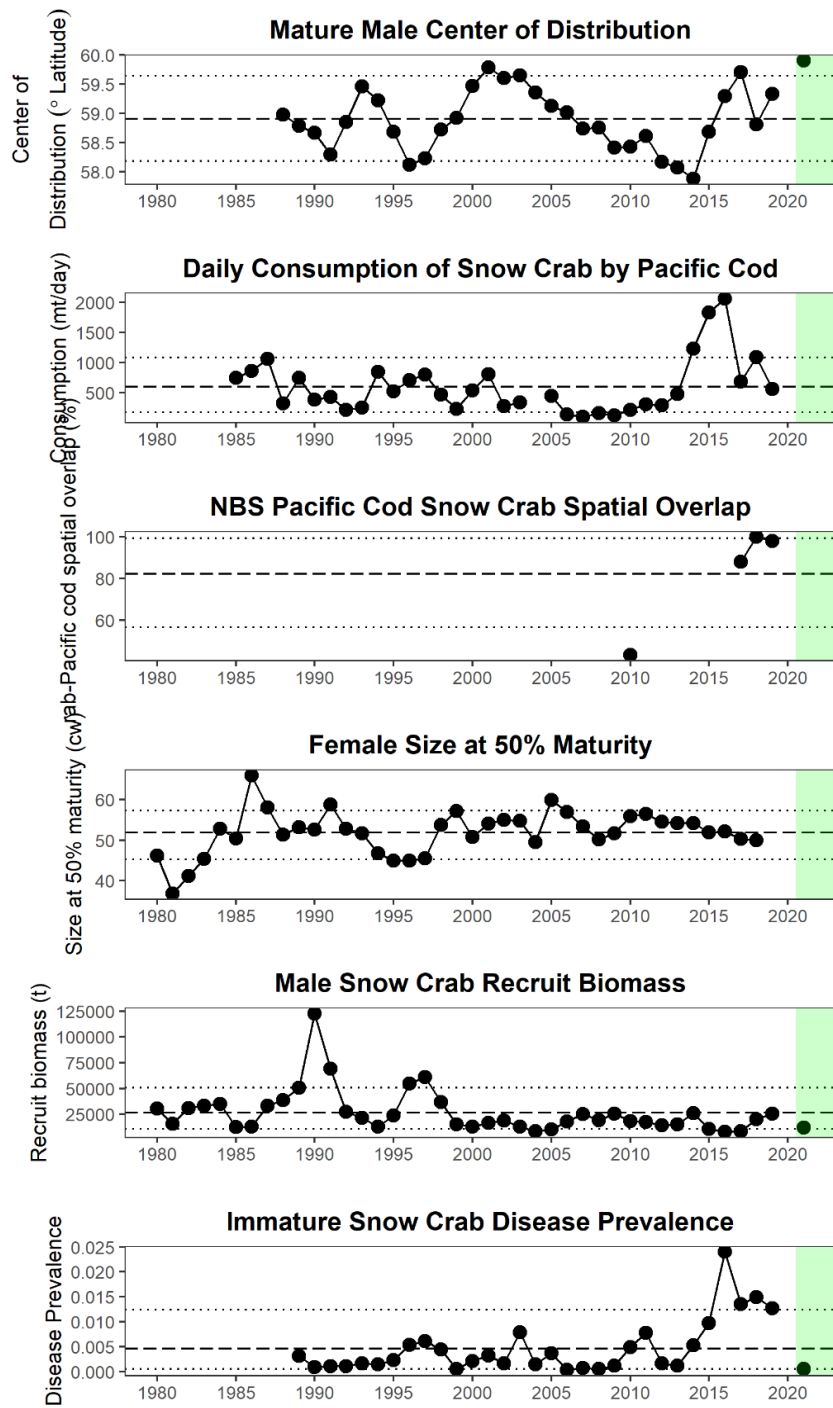 Mature Male Center of Distribution
Center of
Distribution (° Latitude)
60.0
59.5
59.0
58.5
58.0
1980 1985 1990 1995 2000 2005 2010 2015 2020
Daily Consumption of Snow Crab by Pacific Cod
Consumption (mt/day)
2000
1500
1000
500
1980 1985 1990 1995 2000 2005 2010 2015 2020
NBS Pacific Cod Snow Crab Spatial Overlap
ab-Pacific cod spatial overlap (%)
100
80
60
1980 1985 1990 1995 2000 2005 2010 2015 2020
Female Size at 50% Maturity
Size at 50% maturity (cw)
60
50
40
1980 1985 1990 1995 2000 2005 2010 2015 2020
Male Snow Crab Recruit Biomass
Recruit biomass (t)
125000
100000
75000
50000
25000
1980 1985 1990 1995 2000 2005 2010 2015 2020
Immature Snow Crab Disease Prevalence
Disease Prevalence
0.025
0.020
0.015
0.010
0.005
0.000
1980 1985 1990 1995 2000 2005 2010 2015 2020